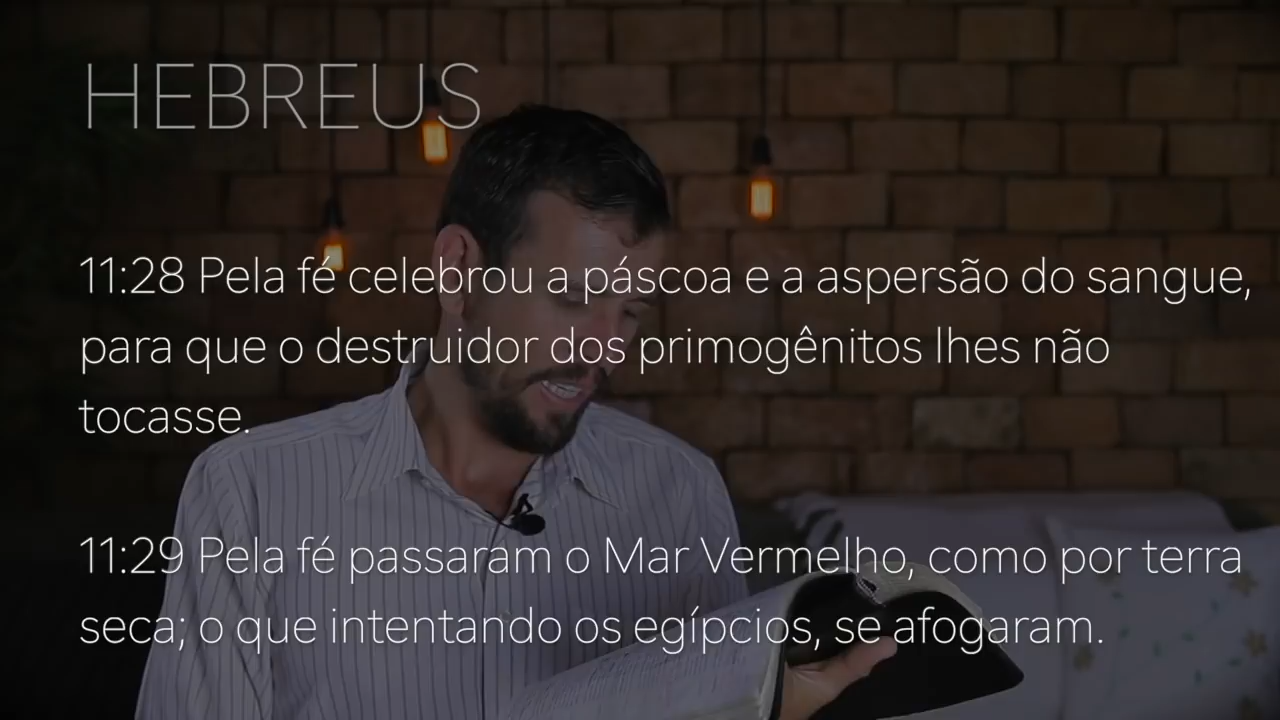 HEBREUS
11:28 Pela fé celebrou a páscoa e a aspersão do sangue,
para que o destruidor dos primogênitos lhes não
tocasse.
11:29 Pela fé passaram o Mar Vermelho, como por terra
seca; o que intentando os egípcios, se afogaram.